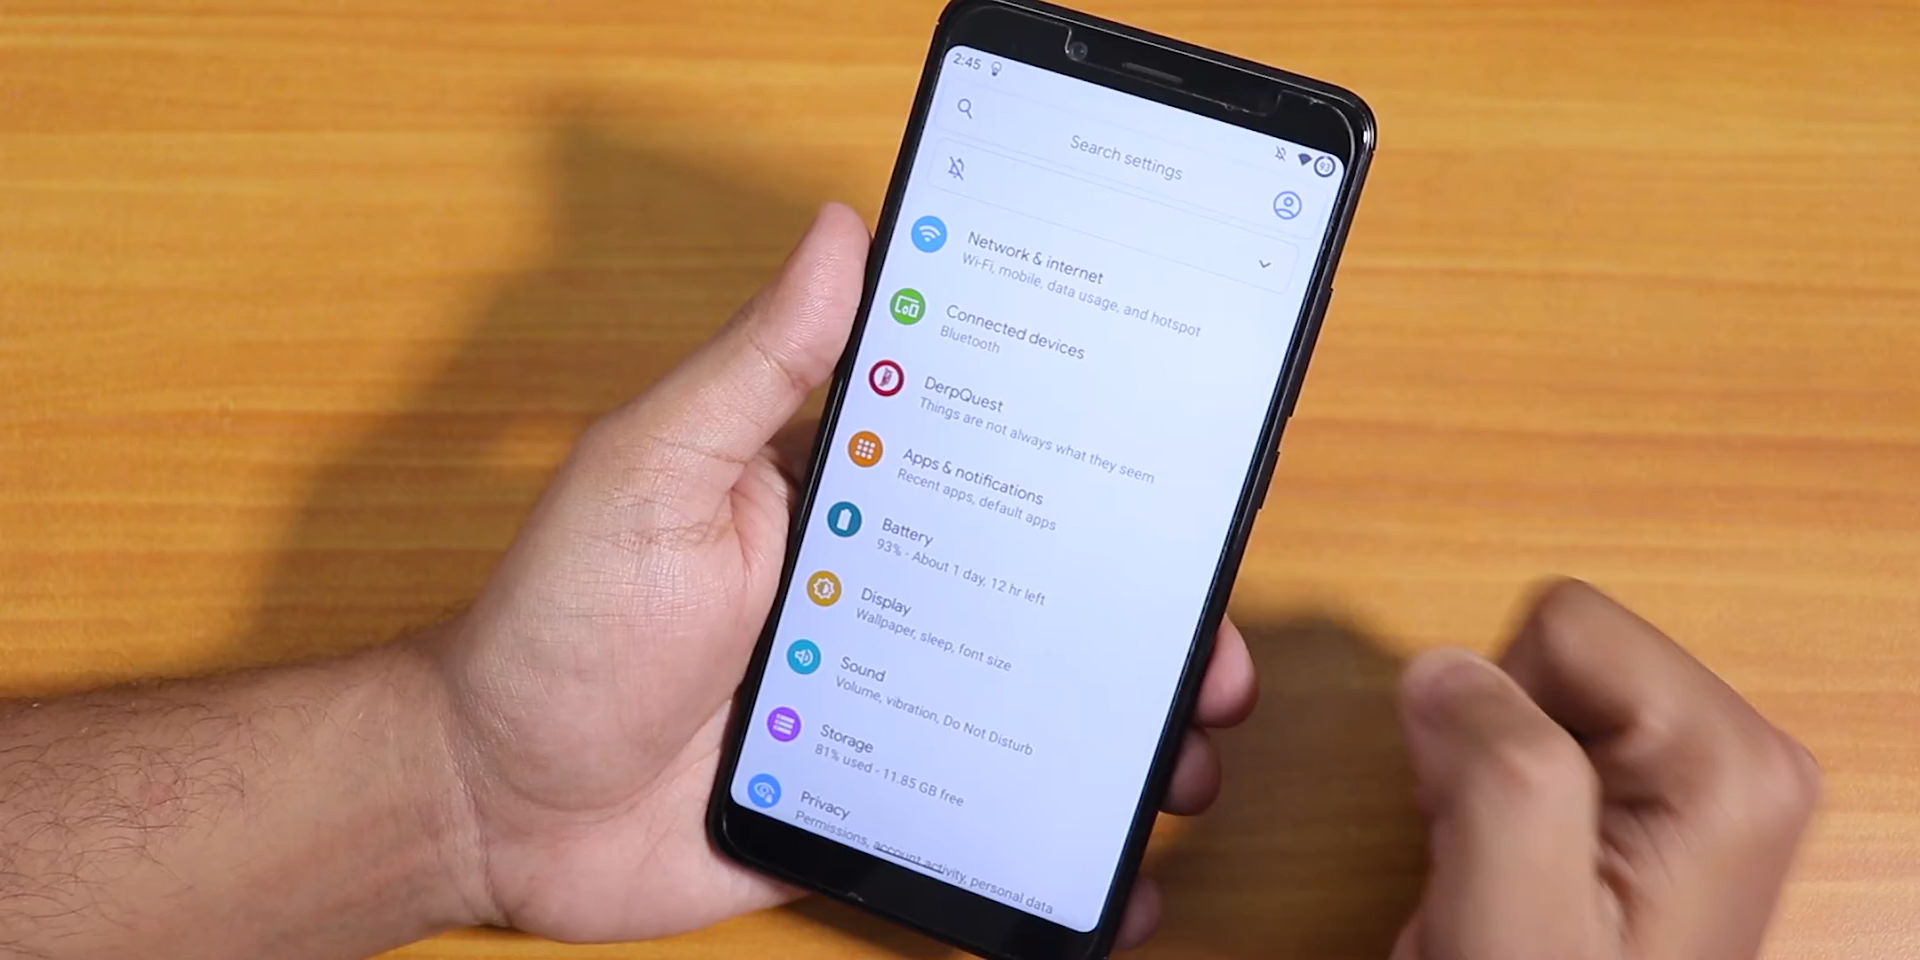 2:45
93
Search settings
Network & internet
Wi-Fi, mobile, data usage, and hotspot
Connected devices
Bluetooth
DerpQuest
Things are not always what they seem
Apps & notifications
Recent apps, default apps
Battery
93% - About 1 day, 12 hr left
Display
Wallpaper, sleep, font size
Sound
Volume, vibration, Do Not Disturb
Storage
81% used - 11.85 GB free
Privacy
Permissions, account activity, personal data